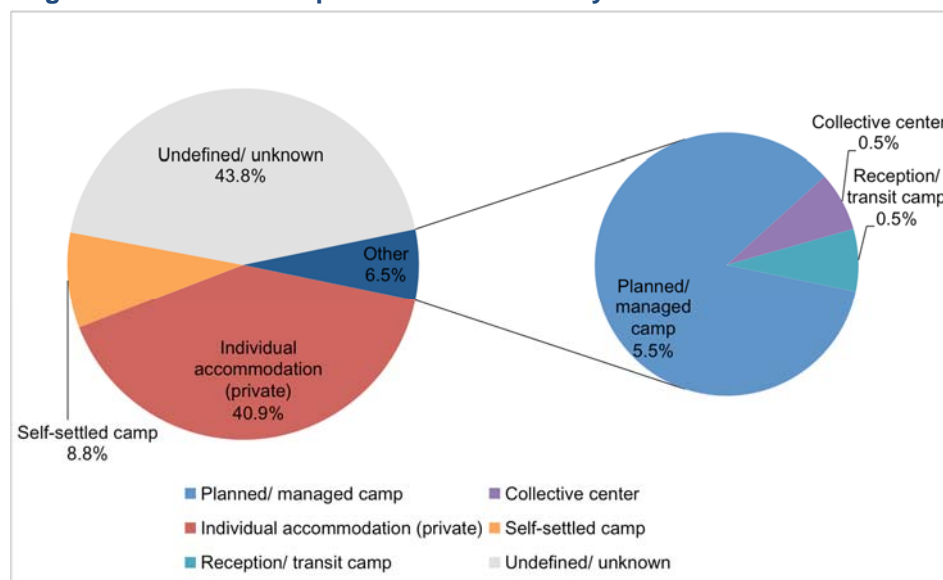 Undefined/ unknown
43.8%
Other
6.5%
Individual
accommodation
(private)
40.9%
Self-settled camp
8.8%
Collective center
0.5%
Reception/
transit camp
0.5%
Planned/
managed
camp
5.5%
Planned/ managed camp
Collective center
Individual accommodation (private)
Self-settled camp
Reception/ transit camp
Undefined/ unknown